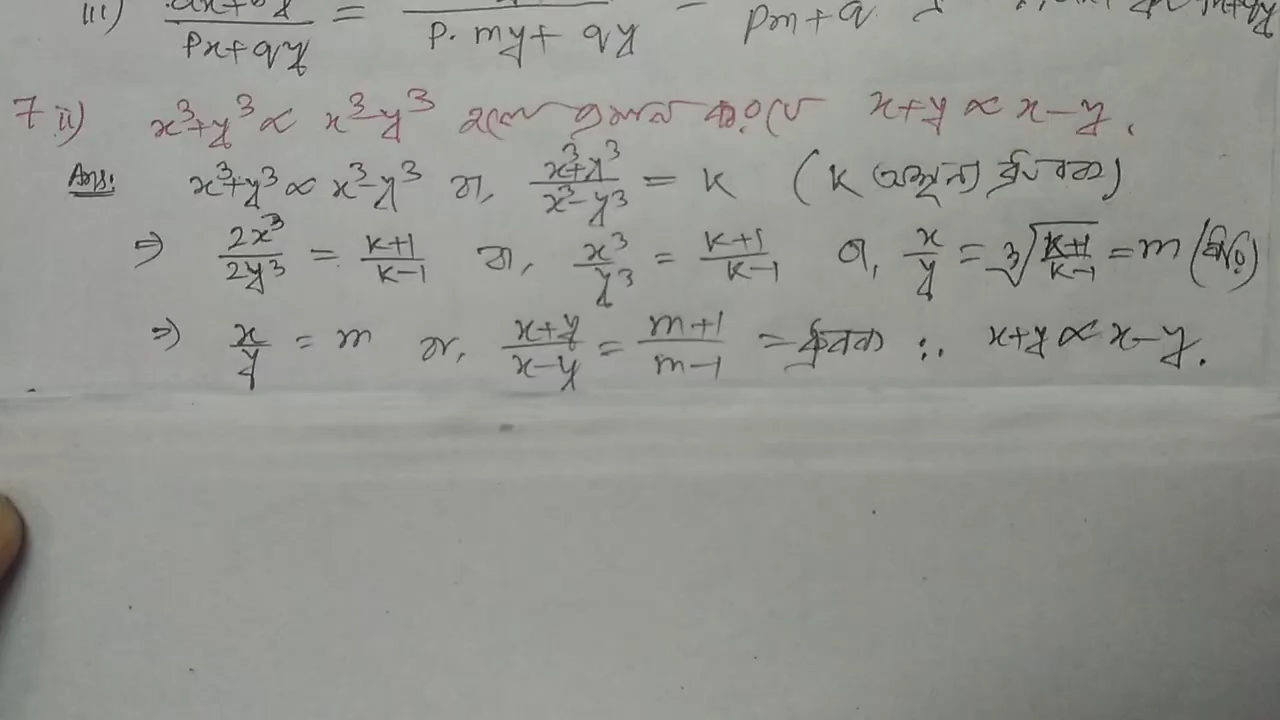 iii) px+qy = p.my+qy = pm+q
7 ii) x³+y³ ∝ x³-y³ হলে প্রমান করো যে x+y ∝ x-y.
Ans: x³+y³ ∝ x³-y³ বা, (x³+y³)/(x³-y³) = K (K অশূন্য ধ্রুবক)
⇒ 2x³/2y³ = (K+1)/(K-1) বা, x³/y³ = (K+1)/(K-1) বা, x/y = ∛((K+1)/(K-1)) = m (ধরি)
⇒ x/y = m বা, (x+y)/(x-y) = (m+1)/(m-1) = ধ্রুবক ∴ x+y ∝ x-y.